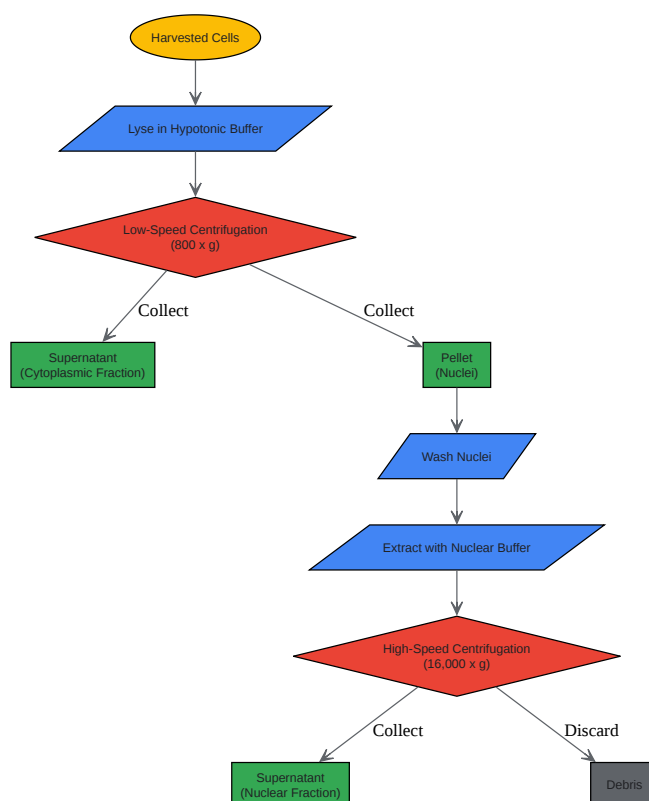 Harvested Cells
Lyse in Hypotonic Buffer
Low-Speed Centrifugation
(800 x g)
Collect
Collect
Supernatant
(Cytoplasmic Fraction)
Pellet
(Nuclei)
Wash Nuclei
Extract with Nuclear Buffer
High-Speed Centrifugation
(16,000 x g)
Collect
Discard
Supernatant
(Nuclear Fraction)
Debris